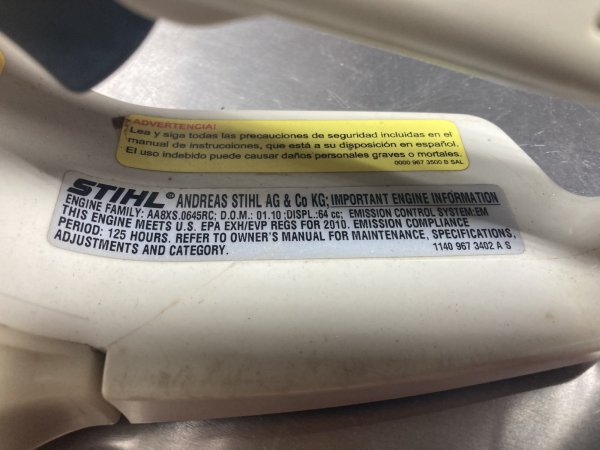 ADVERTENCIA!
Lea y siga todas las precauciones de seguridad incluidas en el
manual de instrucciones, que está a su disposición en español.
El uso indebido puede causar daños personales graves o mortales.
0000 967 3500 B SAL
STIHL® ANDREAS STIHL AG & Co KG; IMPORTANT ENGINE INFORMATION
ENGINE FAMILY: AA8XS.0645RC; D.O.M.: 01.10 :DISPL.:64 cc; EMISSION CONTROL SYSTEM:EM
THIS ENGINE MEETS U.S. EPA EXH/EVP REGS FOR 2010. EMISSION COMPLIANCE
PERIOD: 125 HOURS. REFER TO OWNER'S MANUAL FOR MAINTENANCE, SPECIFICATIONS,
ADJUSTMENTS AND CATEGORY.
1140 967 3402 A S